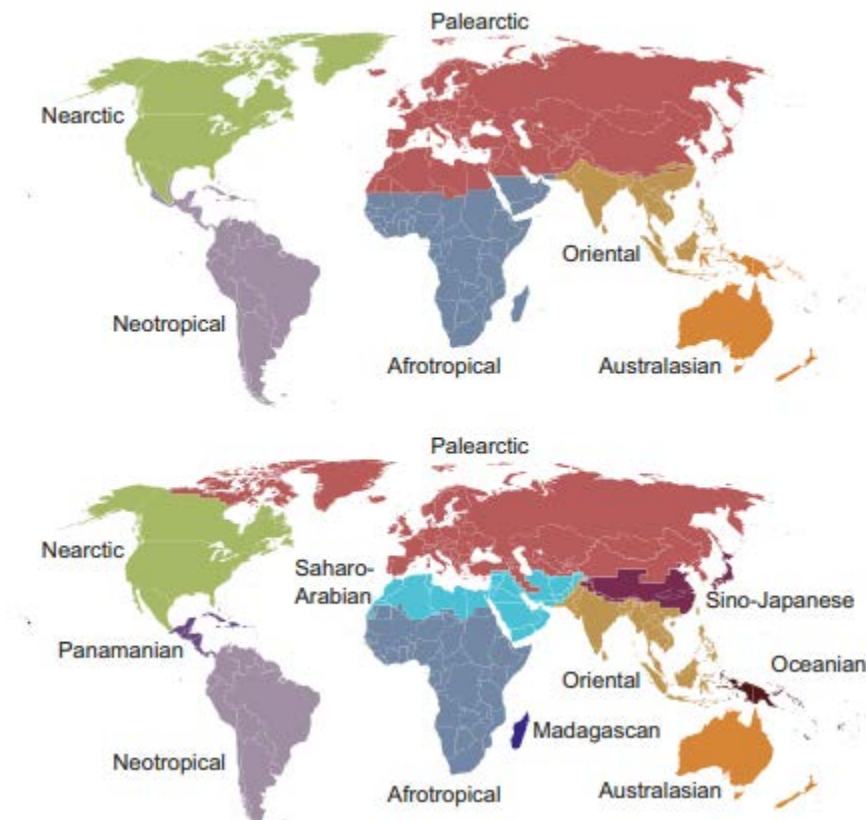 Palearctic
Nearctic
Oriental
Neotropical
Afrotropical
Australasian
Palearctic
Nearctic
Saharo-
Arabian
Sino-Japanese
Panamanian
Oriental
Oceanian
Madagascan
Neotropical
Afrotropical
Australasian